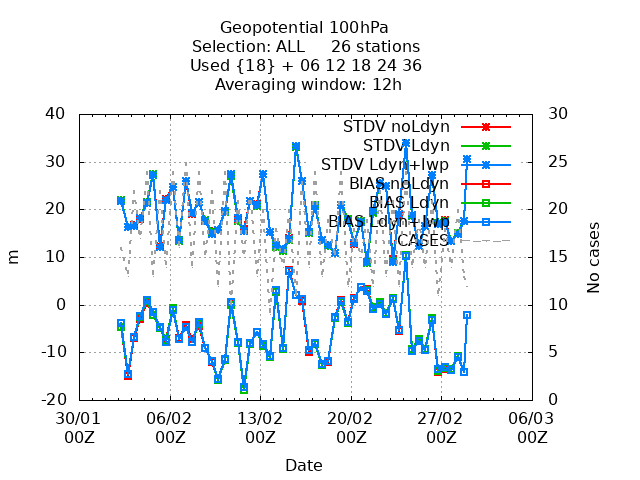 Geopotential 100hPa
Selection: ALL     26 stations
Used {18} + 06 12 18 24 36
Averaging window: 12h
STDV noLdyn
STDV Ldyn
STDV Ldyn+lwp
BIAS noLdyn
BIAS Ldyn
BIAS Ldyn+lwp
CASES
m
40
30
20
10
0
-10
-20
30
25
20
15
10
5
0
No cases
30/01 06/02 13/02 20/02 27/02 06/03
00Z 00Z 00Z 00Z 00Z 00Z
Date